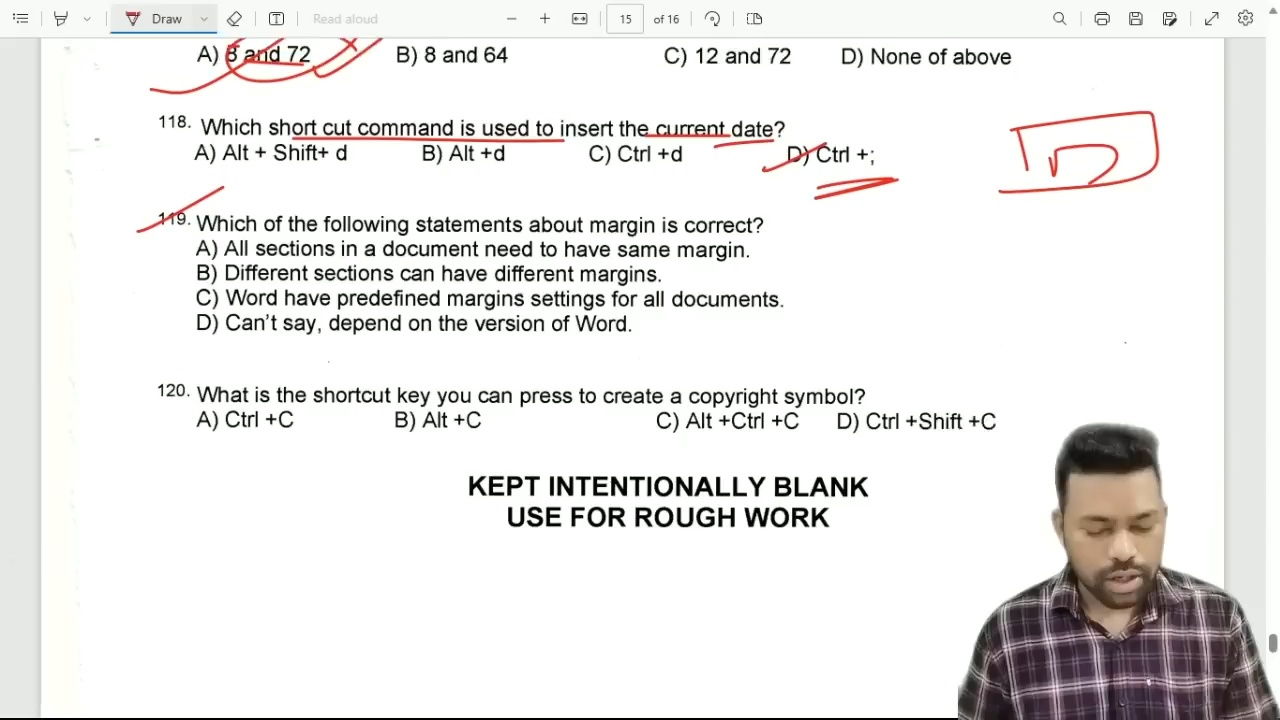 Draw
Read aloud
15 of 16
A) 8 and 72 B) 8 and 64 C) 12 and 72 D) None of above
118. Which short cut command is used to insert the current date?
A) Alt + Shift+ d B) Alt +d C) Ctrl +d D) Ctrl +;
119. Which of the following statements about margin is correct?
A) All sections in a document need to have same margin.
B) Different sections can have different margins.
C) Word have predefined margins settings for all documents.
D) Can't say, depend on the version of Word.
120. What is the shortcut key you can press to create a copyright symbol?
A) Ctrl +C B) Alt +C C) Alt +Ctrl +C D) Ctrl +Shift +C
KEPT INTENTIONALLY BLANK
USE FOR ROUGH WORK